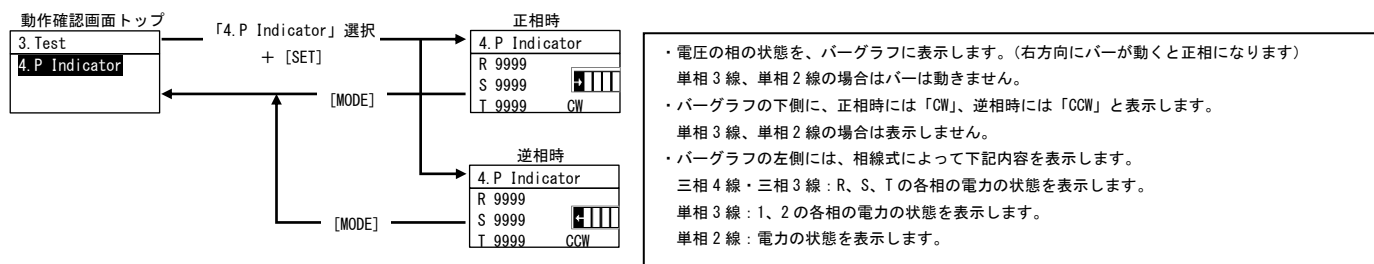 動作確認画面トップ
3.Test
4.P Indicator
「4.P Indicator」選択
+ [SET]
[MODE]
正相時
4.P Indicator
R 9999
S 9999
T 9999 CW
逆相時
4.P Indicator
R 9999
S 9999
T 9999 CCW
[MODE]
・電圧の相の状態を、バーグラフに表示します。(右方向にバーが動くと正相になります)
単相3線、単相2線の場合はバーは動きません。
・バーグラフの下側に、正相時には「CW」、逆相時には「CCW」と表示します。
単相3線、単相2線の場合は表示しません。
・バーグラフの左側には、相線式によって下記内容を表示します。
三相4線・三相3線:R、S、Tの各相の電力の状態を表示します。
単相3線:1、2の各相の電力の状態を表示します。
単相2線:電力の状態を表示します。